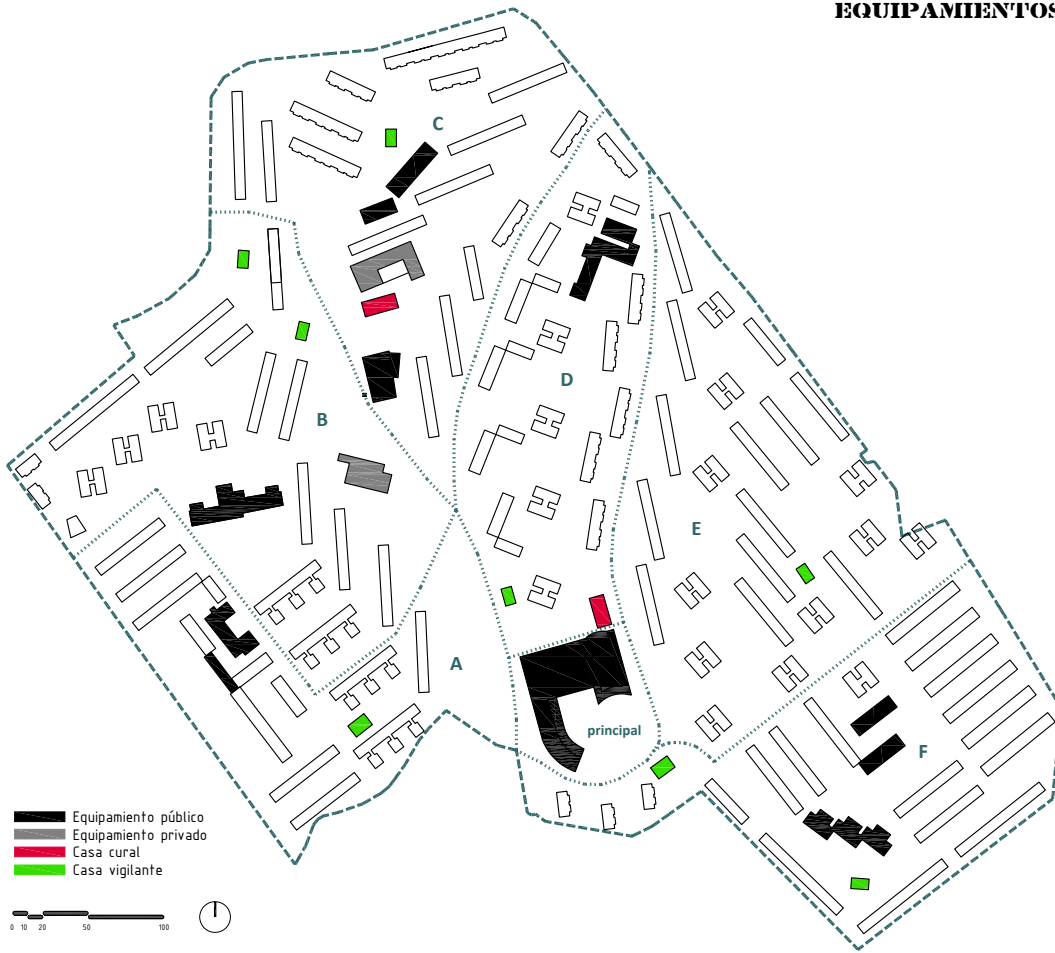 EQUIPAMIENTOS
C
D
B
E
A
principal
F
Equipamiento público
Equipamiento privado
Casa cural
Casa vigilante
0 10 20 50 100